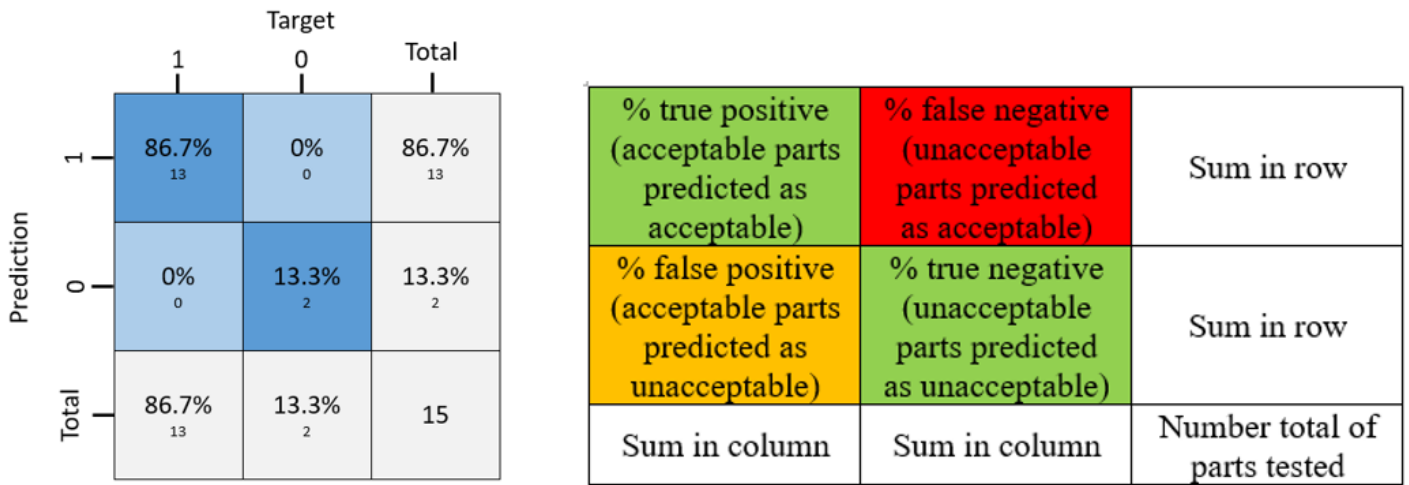 Target
1 0 Total
Prediction
1
86.7% 0% 86.7%
13 0 13
0
0% 13.3% 13.3%
0 2 2
Total
86.7% 13.3% 15
13 2
% true positive
(acceptable parts
predicted as
acceptable)
% false negative
(unacceptable
parts predicted
as acceptable)
Sum in row
% false positive
(acceptable parts
predicted as
unacceptable)
% true negative
(unacceptable
parts predicted
as unacceptable)
Sum in row
Sum in column
Sum in column
Number total of
parts tested